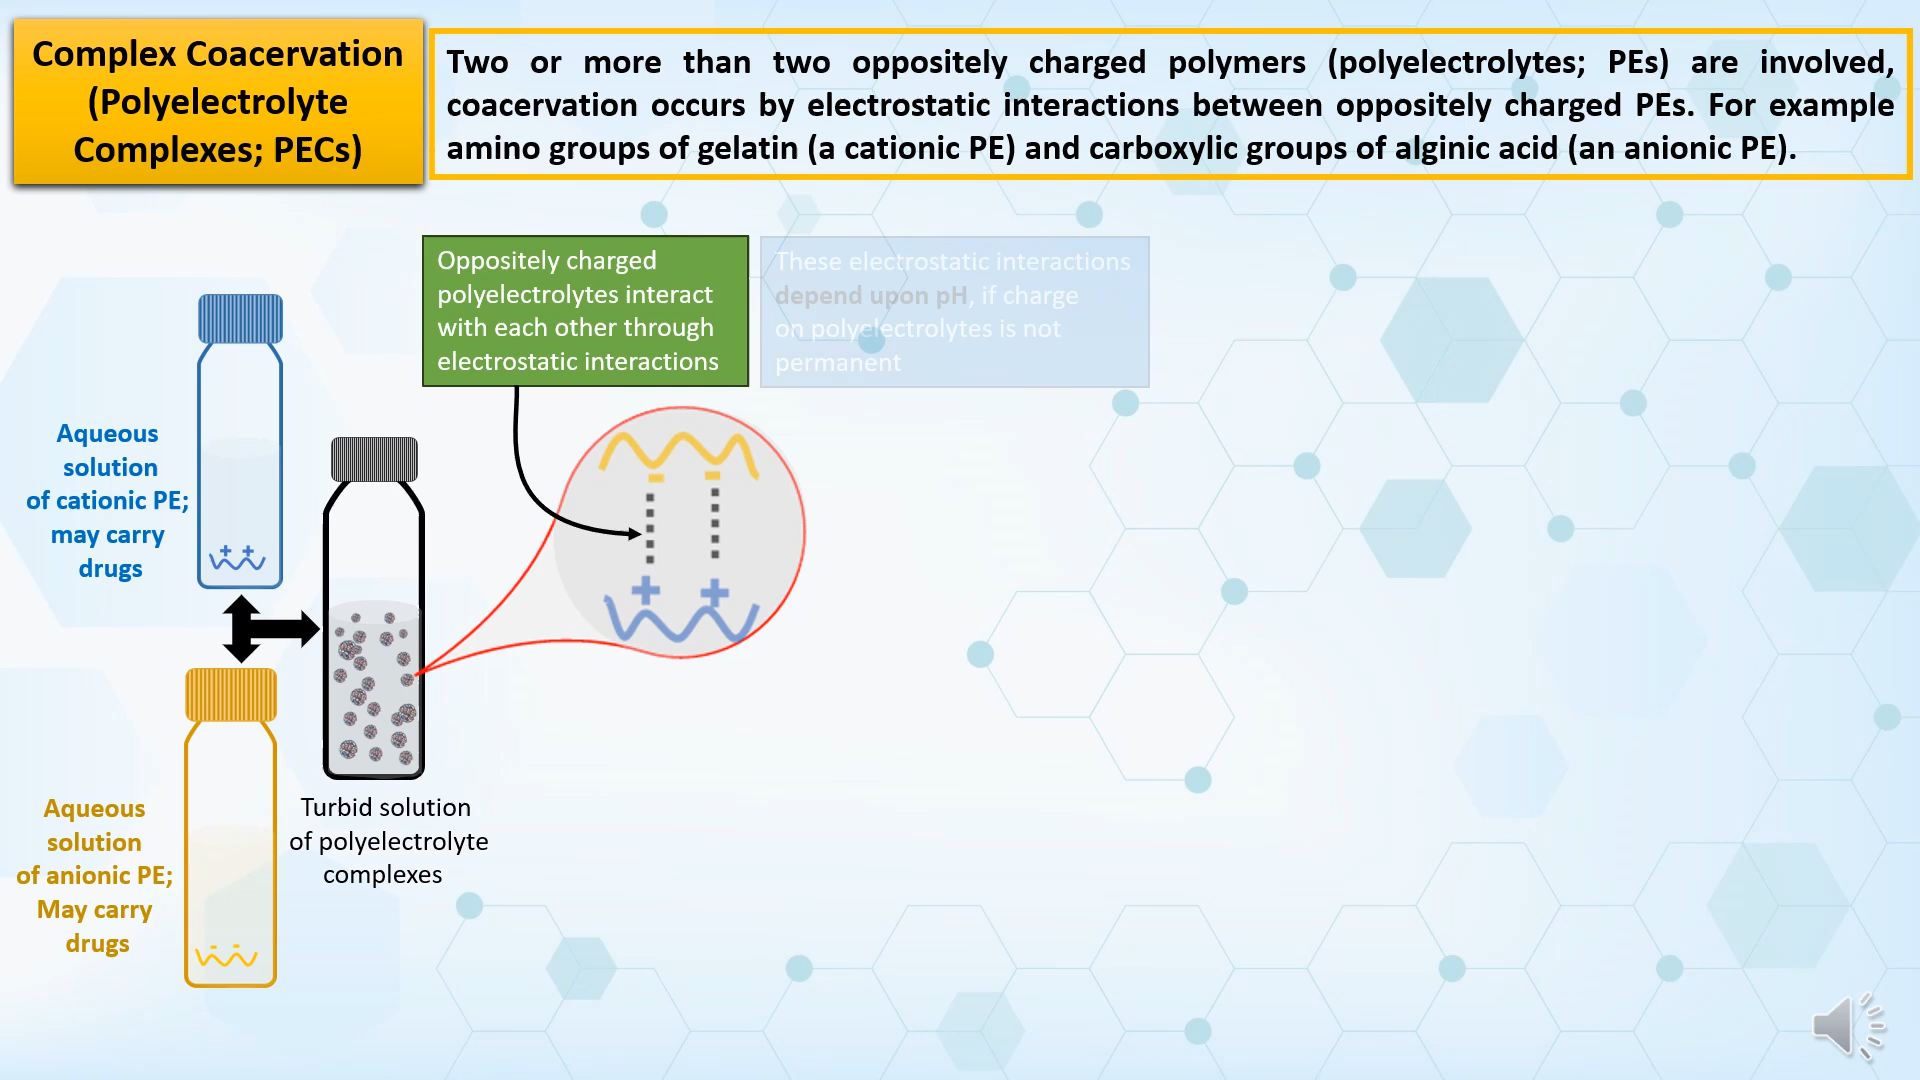 Complex Coacervation
(Polyelectrolyte
Complexes; PECs)
Two or more than two oppositely charged polymers (polyelectrolytes; PEs) are involved,
coacervation occurs by electrostatic interactions between oppositely charged PEs. For example
amino groups of gelatin (a cationic PE) and carboxylic groups of alginic acid (an anionic PE).
Oppositely charged
polyelectrolytes interact
with each other through
electrostatic interactions
These electrostatic interactions
depend upon pH, if charge
on polyelectrolytes is not
permanent
Aqueous
solution
of cationic PE;
may carry
drugs
Turbid solution
of polyelectrolyte
complexes
Aqueous
solution
of anionic PE;
May carry
drugs